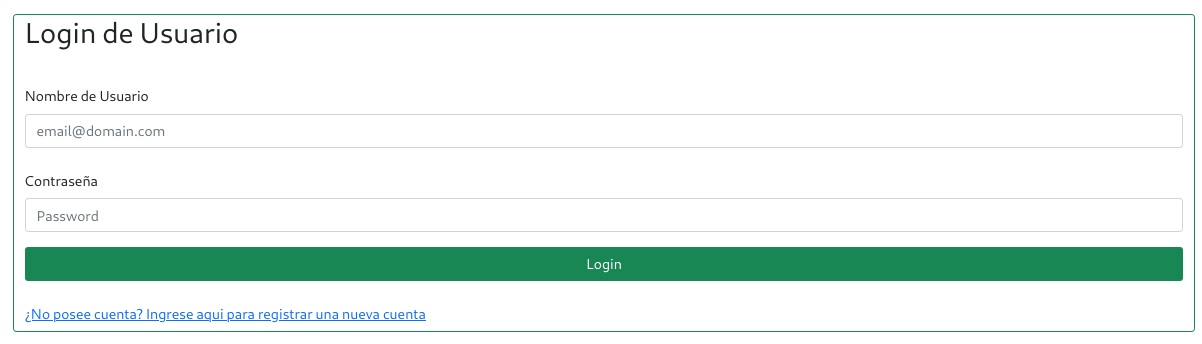 Login de Usuario
Nombre de Usuario
email@domain.com
Contraseña
Password
Login
¿No posee cuenta? Ingrese aqui para registrar una nueva cuenta